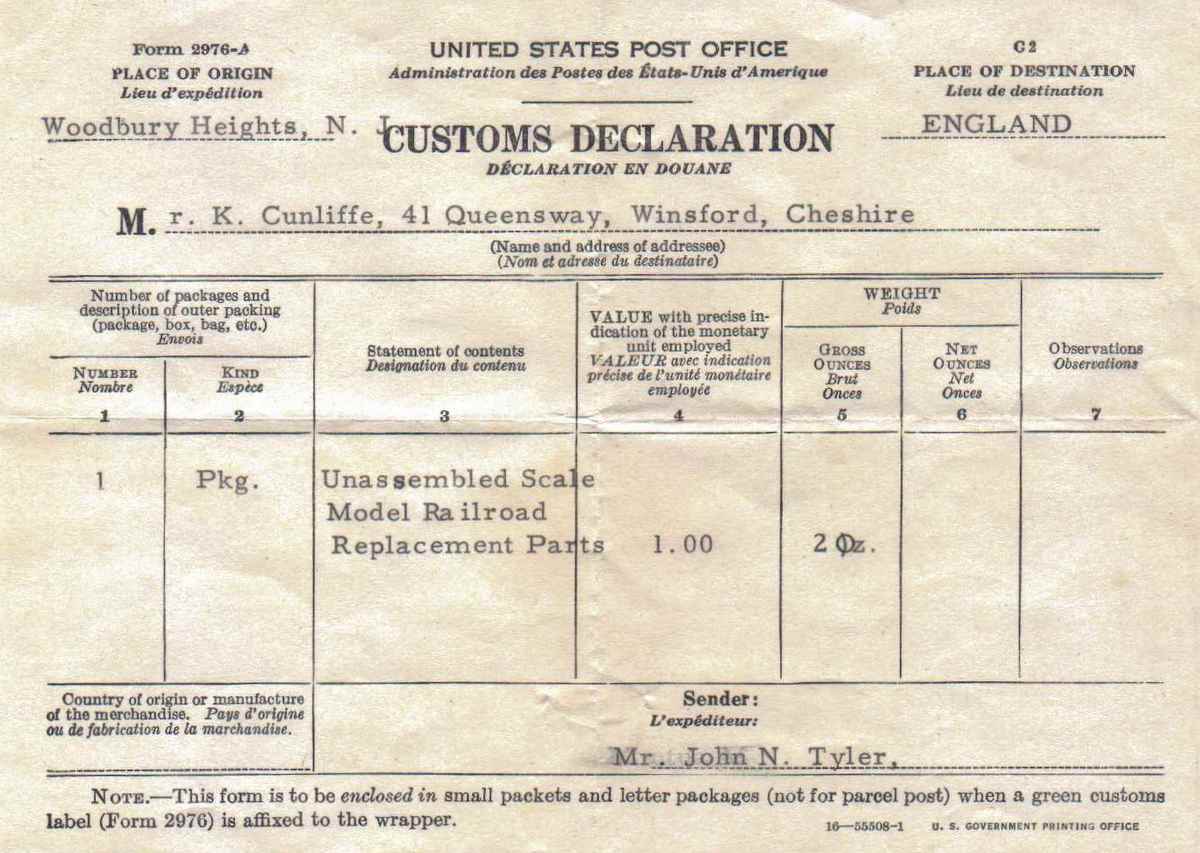 Form 2976-A
PLACE OF ORIGIN
Lieu d'expédition
Woodbury Heights, N. J.
UNITED STATES POST OFFICE
Administration des Postes des États-Unis d'Amerique
CUSTOMS DECLARATION
DÉCLARATION EN DOUANE
C 2
PLACE OF DESTINATION
Lieu de destination
ENGLAND
M. r. K. Cunliffe, 41 Queensway, Winsford, Cheshire
(Name and address of addressee)
(Nom et adresse du destinataire)
Number of packages and
description of outer packing
(package, box, bag, etc.)
Envois
NUMBER
Nombre
1
KIND
Espèce
2
Statement of contents
Designation du contenu
3
VALUE with precise in-
dication of the monetary
unit employed
VALEUR avec indication
précise de l'unité monétaire
employée
4
WEIGHT
Poids
GROSS
OUNCES
Brut
Onces
5
NET
OUNCES
Net
Onces
6
Observations
Observations
7
1 Pkg. Unassembled Scale
Model Railroad
Replacement Parts 1.00 2 Oz.
Country of origin or manufacture
of the merchandise. Pays d'origine
ou de fabrication de la marchandise.
Sender:
L'expéditeur:
Mr. John N. Tyler,
NOTE.—This form is to be enclosed in small packets and letter packages (not for parcel post) when a green customs
label (Form 2976) is affixed to the wrapper.
16—55508-1 U. S. GOVERNMENT PRINTING OFFICE